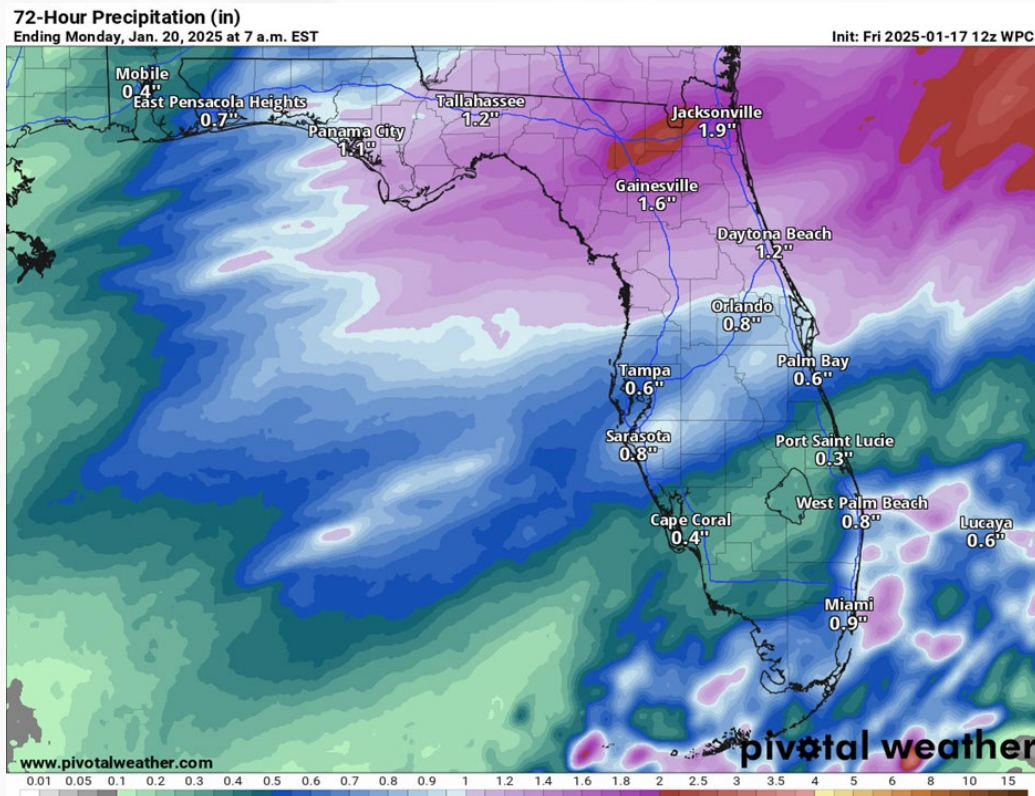 72-Hour Precipitation (in)
Ending Monday, Jan. 20, 2025 at 7 a.m. EST
Init: Fri 2025-01-17 12z WPC
Mobile
0.4"
East Pensacola Heights
0.7"
Panama City
1.1"
Tallahassee
1.2"
Jacksonville
1.9"
Gainesville
1.6"
Daytona Beach
1.2"
Orlando
0.8"
Tampa
0.6"
Palm Bay
0.6"
Sarasota
0.8"
Port Saint Lucie
0.3"
West Palm Beach
0.8"
Cape Coral
0.4"
Lucaya
0.6"
Miami
0.9"
www.pivotalweather.com
pivotal weather
0.01 0.05 0.1 0.2 0.3 0.4 0.5 0.6 0.7 0.8 0.9 1 1.2 1.4 1.6 1.8 2 2.5 3 3.5 4 5 6 8 10 15